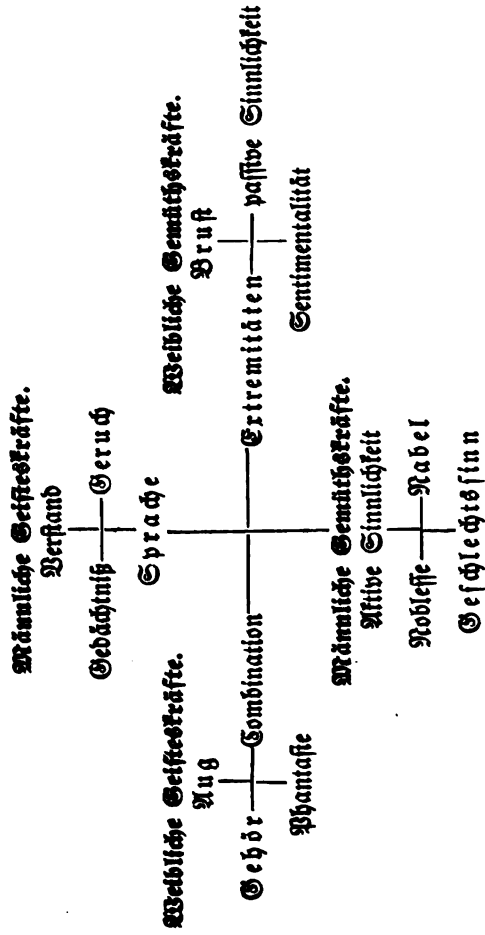 Männliche Geisteskräfte.
Verstand
Gedächtniß Geruch
Sprache
Weibliche Geisteskräfte.
Aug
Gehör Combination
Phantasie
Weibliche Gemüthskräfte.
Brust
Extremitäten passive Sinnlichkeit
Sentimentalität
Männliche Gemüthskräfte.
Aktive Sinnlichkeit
Noblesse Nabel
Geschlechtssinn